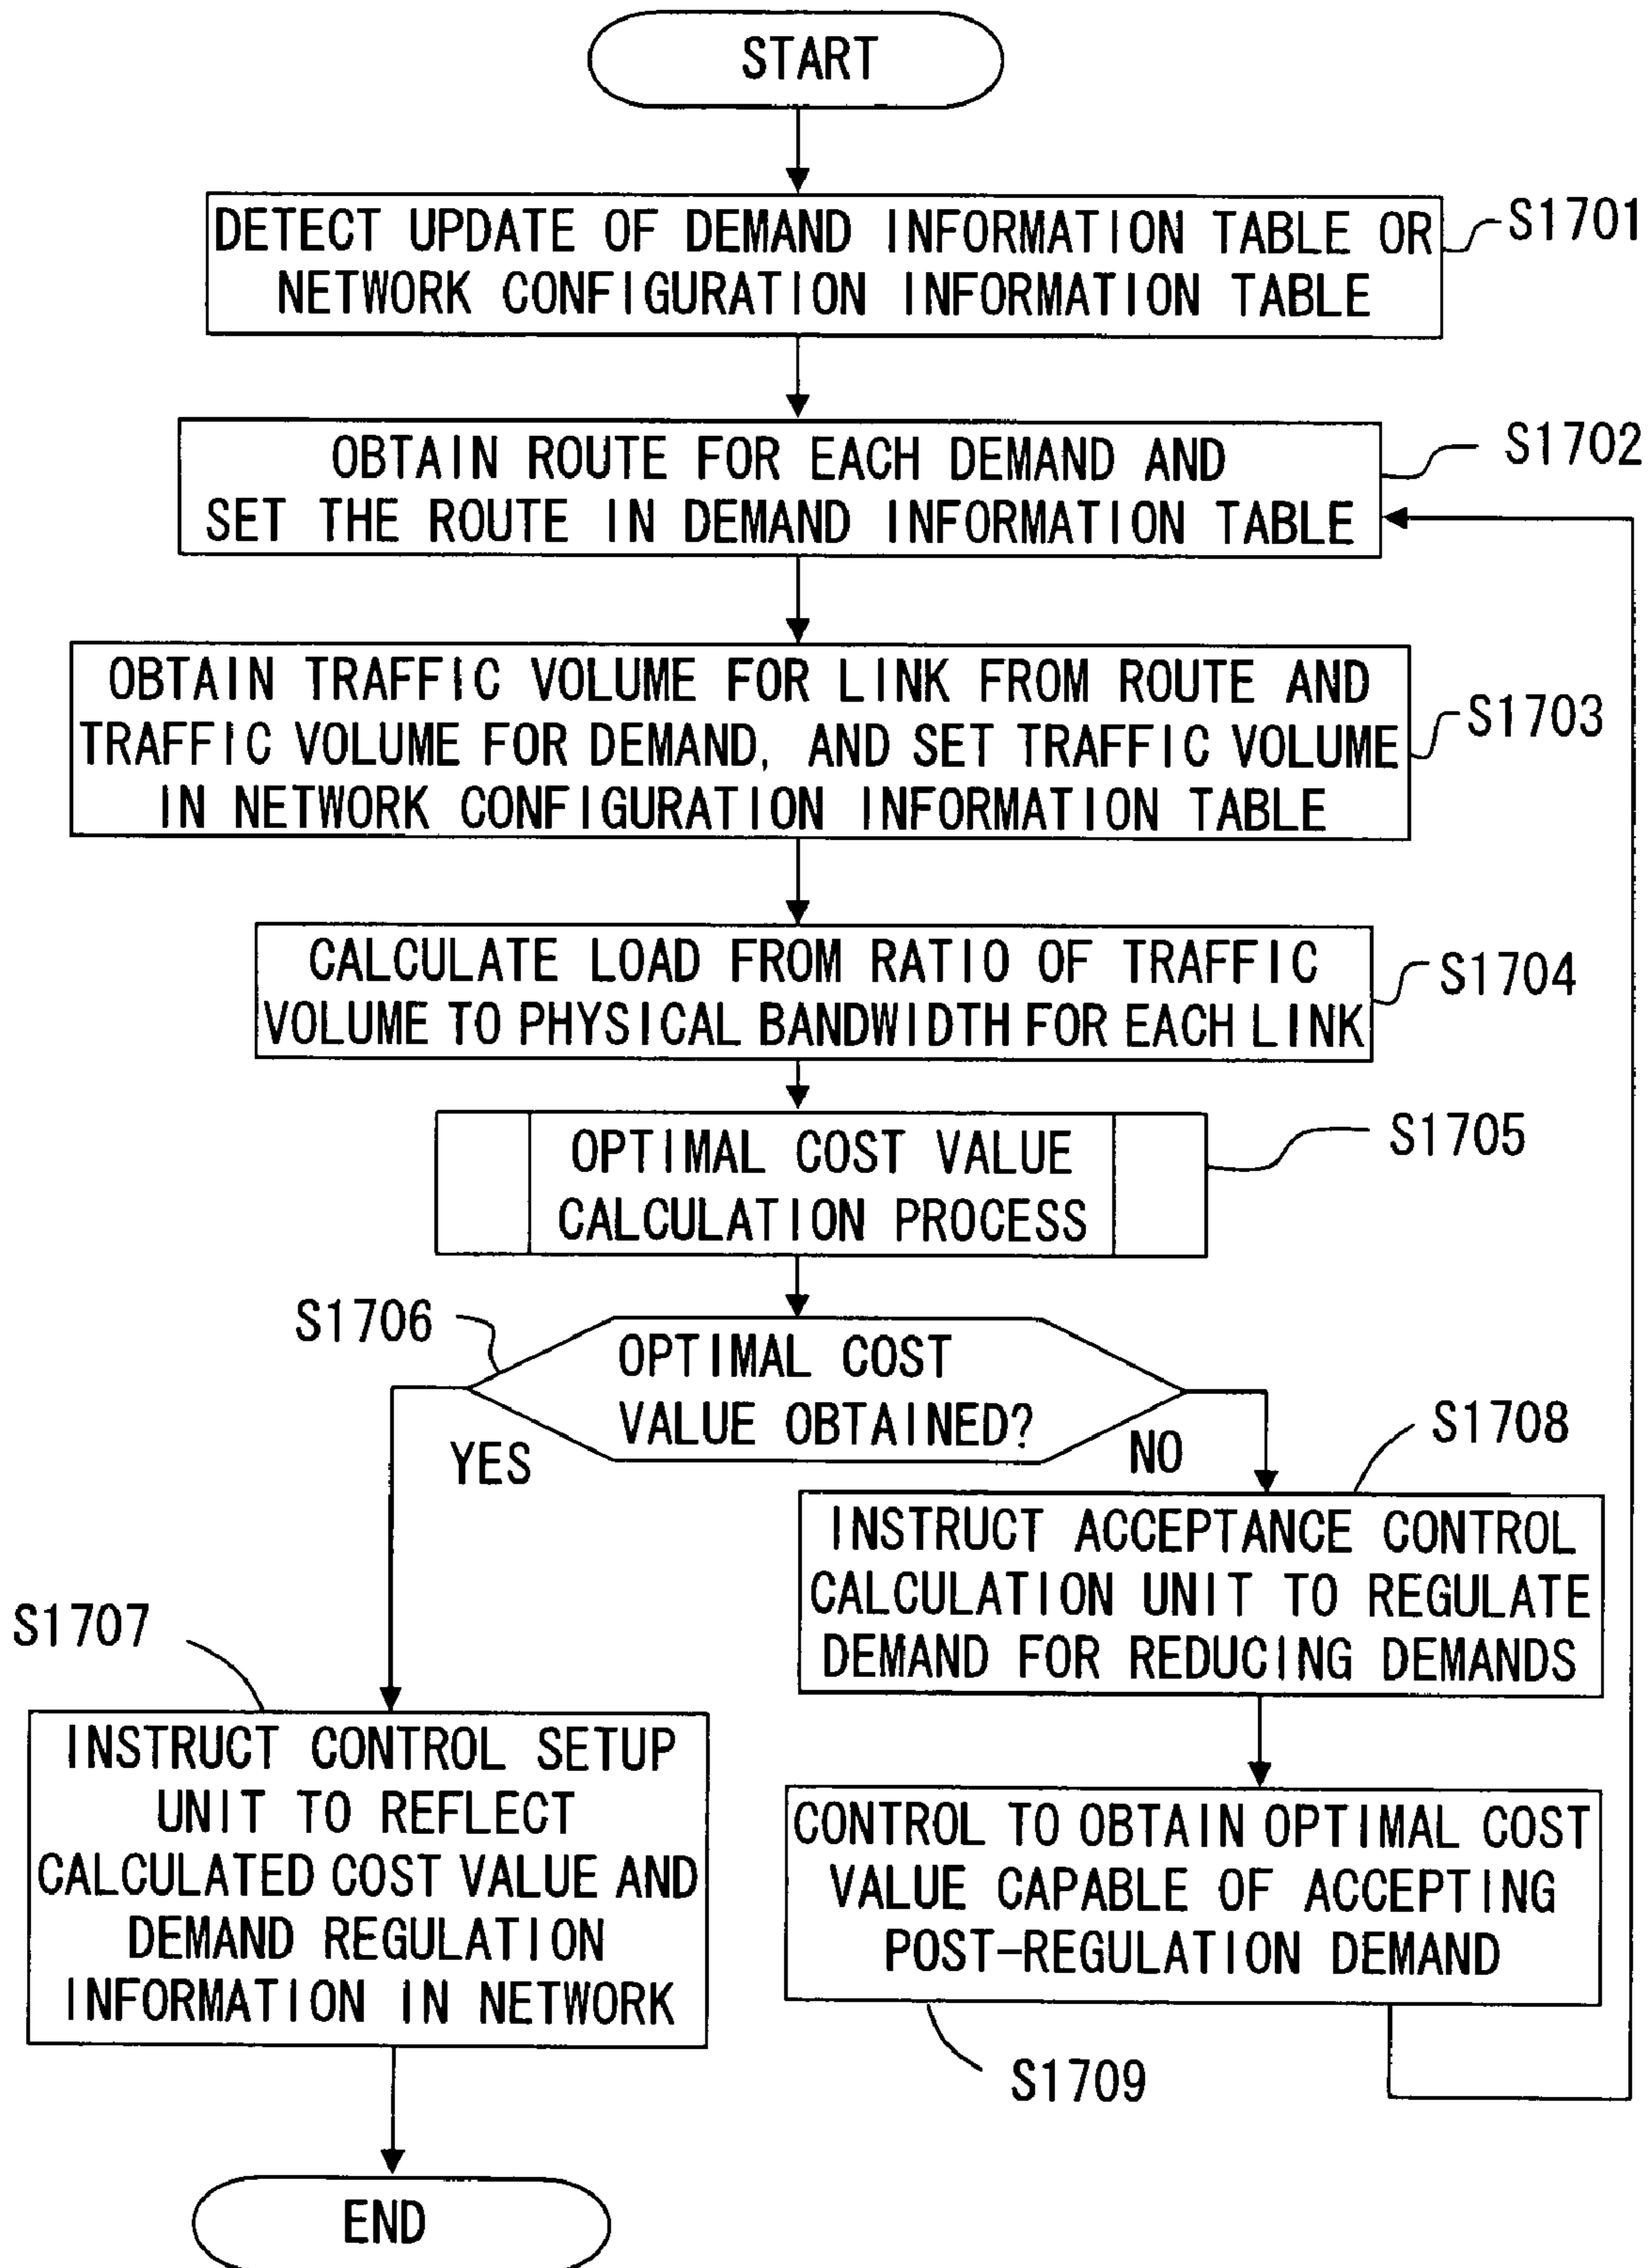 START
DETECT UPDATE OF DEMAND INFORMATION TABLE OR
NETWORK CONFIGURATION INFORMATION TABLE
S1701
OBTAIN ROUTE FOR EACH DEMAND AND
SET THE ROUTE IN DEMAND INFORMATION TABLE
S1702
OBTAIN TRAFFIC VOLUME FOR LINK FROM ROUTE AND
TRAFFIC VOLUME FOR DEMAND, AND SET TRAFFIC VOLUME
IN NETWORK CONFIGURATION INFORMATION TABLE
S1703
CALCULATE LOAD FROM RATIO OF TRAFFIC
VOLUME TO PHYSICAL BANDWIDTH FOR EACH LINK
S1704
OPTIMAL COST VALUE
CALCULATION PROCESS
S1705
S1706
OPTIMAL COST
VALUE OBTAINED?
YES
NO
S1708
INSTRUCT ACCEPTANCE CONTROL
CALCULATION UNIT TO REGULATE
DEMAND FOR REDUCING DEMANDS
S1707
INSTRUCT CONTROL SETUP
UNIT TO REFLECT
CALCULATED COST VALUE AND
DEMAND REGULATION
INFORMATION IN NETWORK
CONTROL TO OBTAIN OPTIMAL COST
VALUE CAPABLE OF ACCEPTING
POST-REGULATION DEMAND
S1709
END